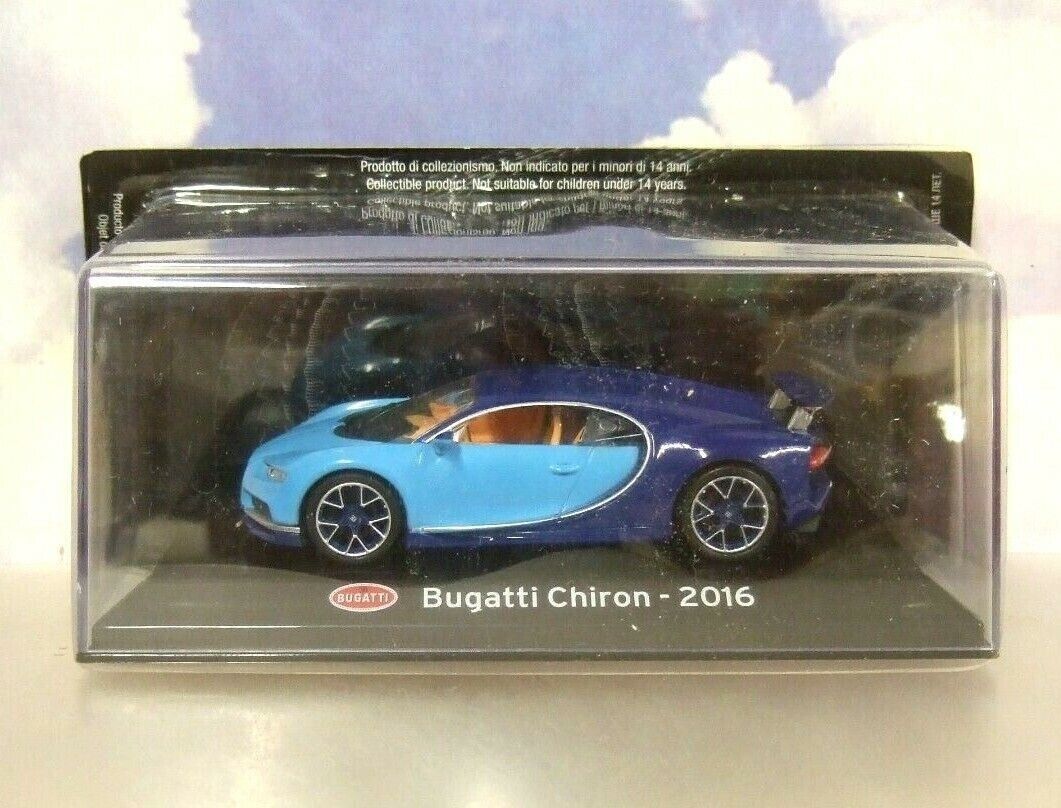 Prodotto di collezionismo. Non indicato per i minori di 14 anni.
Collectible product. Not suitable for children under 14 years.
BUGATTI
Bugatti Chiron - 2016